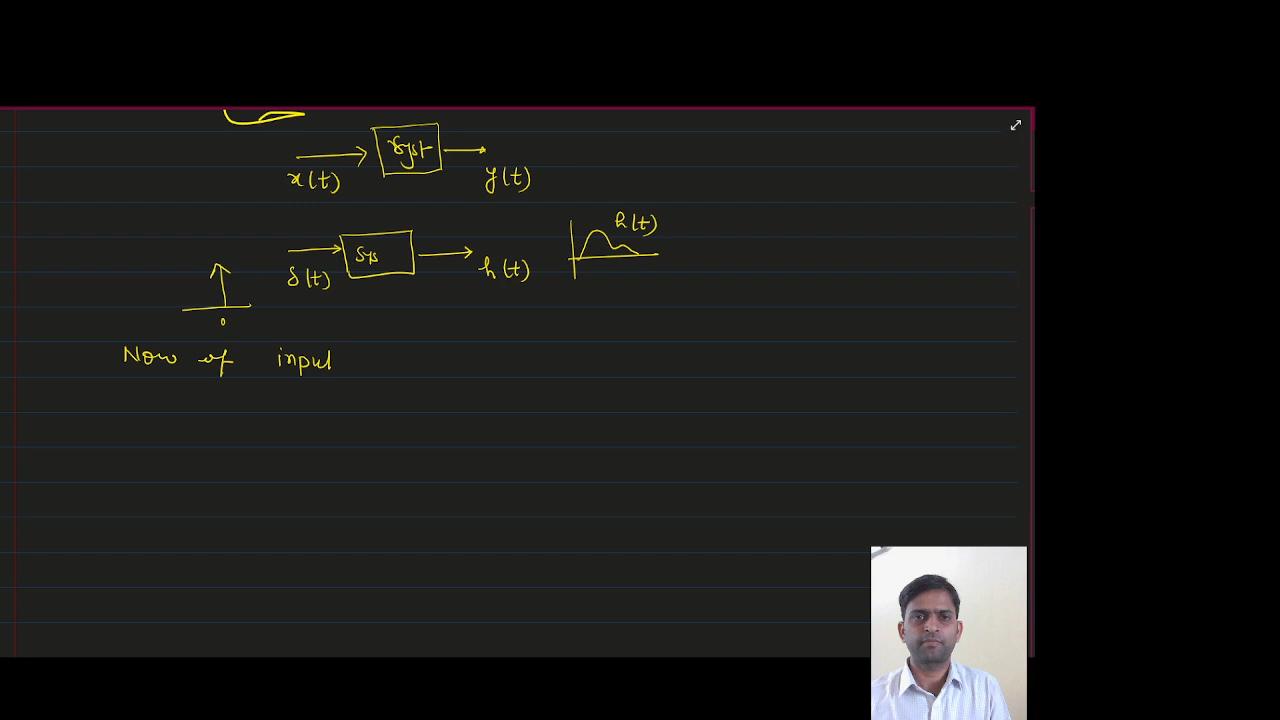 x(t) Syst y(t)
h(t)
δ(t) Sys h(t)
0
Now of input